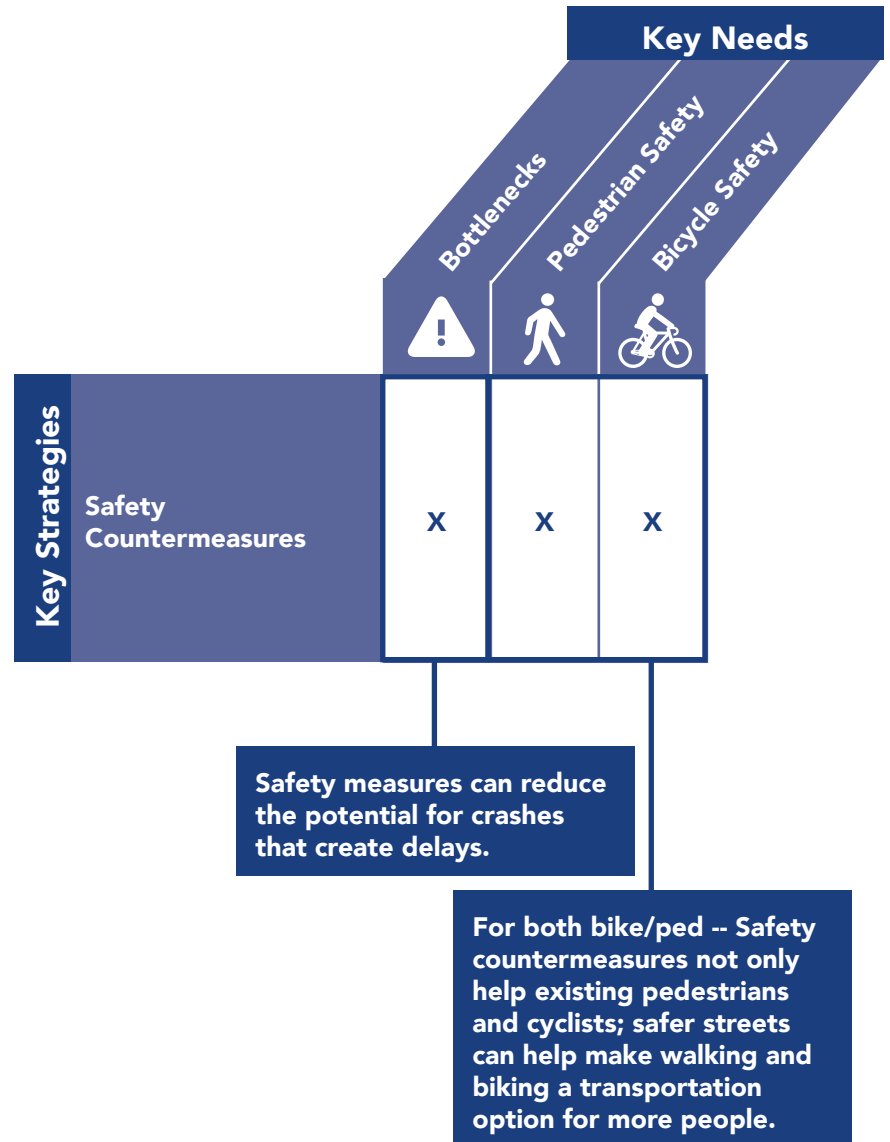 Key Needs
Bottlenecks
Pedestrian Safety
Bicycle Safety
!
Key Strategies
Safety
Countermeasures
X X X
Safety measures can reduce
the potential for crashes
that create delays.
For both bike/ped -- Safety
countermeasures not only
help existing pedestrians
and cyclists; safer streets
can help make walking and
biking a transportation
option for more people.